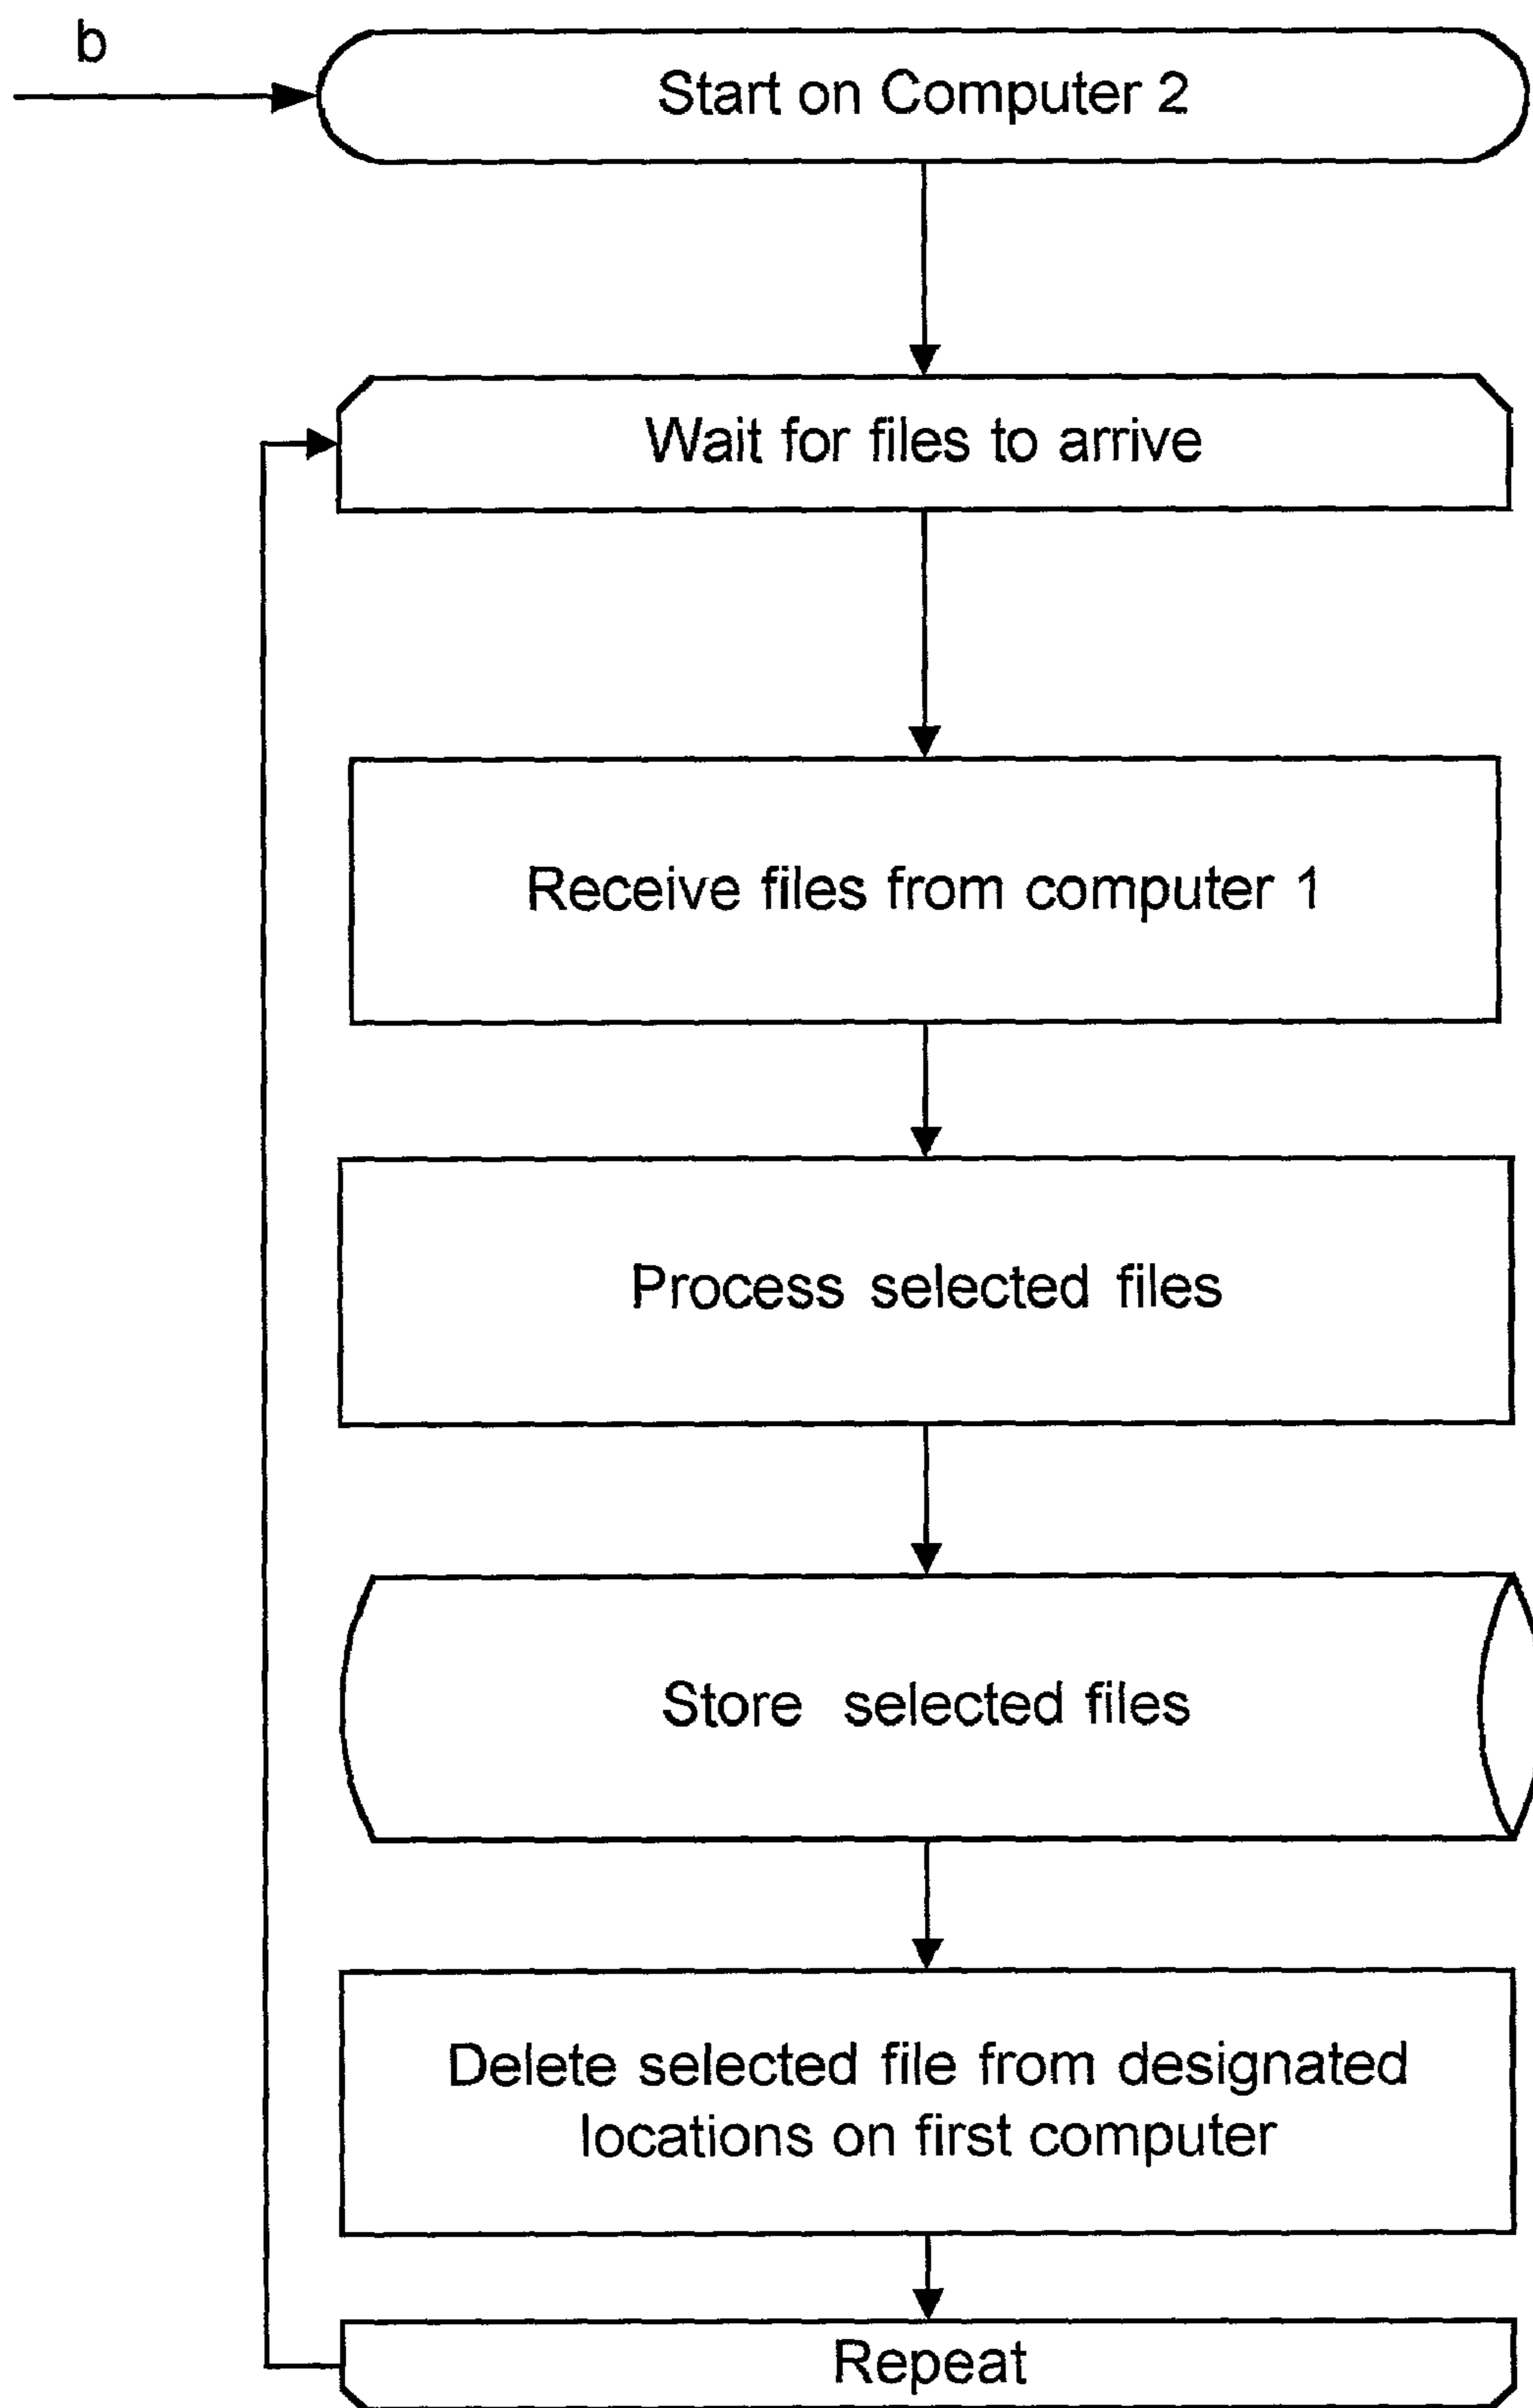 b
Start on Computer 2
Wait for files to arrive
Receive files from computer 1
Process selected files
Store selected files
Delete selected file from designated
locations on first computer
Repeat